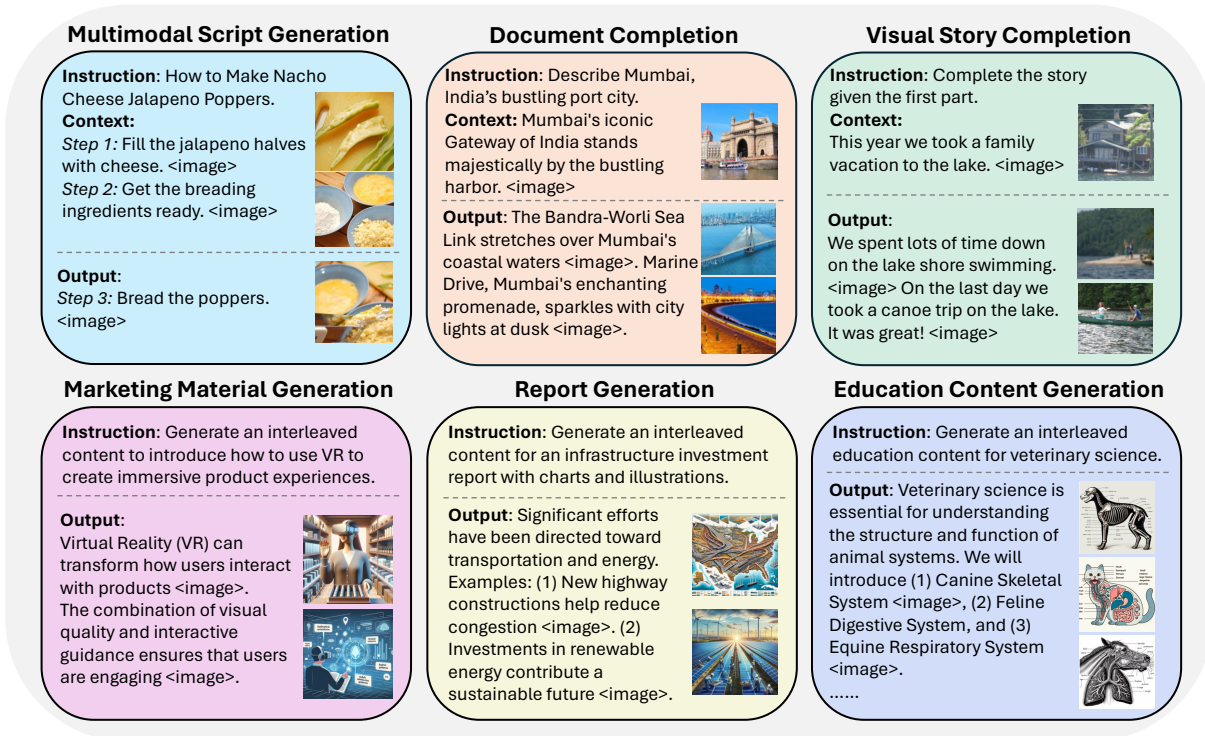 Multimodal Script Generation
Instruction: How to Make Nacho
Cheese Jalapeno Poppers.
Context:
Step 1: Fill the jalapeno halves
with cheese. <image>
Step 2: Get the breading
ingredients ready. <image>
Output:
Step 3: Bread the poppers.
<image>
Document Completion
Instruction: Describe Mumbai,
India’s bustling port city.
Context: Mumbai's iconic
Gateway of India stands
majestically by the bustling
harbor. <image>
Output: The Bandra-Worli Sea
Link stretches over Mumbai's
coastal waters <image>. Marine
Drive, Mumbai's enchanting
promenade, sparkles with city
lights at dusk <image>.
Visual Story Completion
Instruction: Complete the story
given the first part.
Context:
This year we took a family
vacation to the lake. <image>
Output:
We spent lots of time down
on the lake shore swimming.
<image> On the last day we
took a canoe trip on the lake.
It was great! <image>
Marketing Material Generation
Instruction: Generate an interleaved
content to introduce how to use VR to
create immersive product experiences.
Output:
Virtual Reality (VR) can
transform how users interact
with products <image>.
The combination of visual
quality and interactive
guidance ensures that users
are engaging <image>.
Report Generation
Instruction: Generate an interleaved
content for an infrastructure investment
report with charts and illustrations.
Output: Significant efforts
have been directed toward
transportation and energy.
Examples: (1) New highway
constructions help reduce
congestion <image>. (2)
Investments in renewable
energy contribute a
sustainable future <image>.
Education Content Generation
Instruction: Generate an interleaved
education content for veterinary science.
Output: Veterinary science is
essential for understanding
the structure and function of
animal systems. We will
introduce (1) Canine Skeletal
System <image>, (2) Feline
Digestive System, and (3)
Equine Respiratory System
<image>.
......